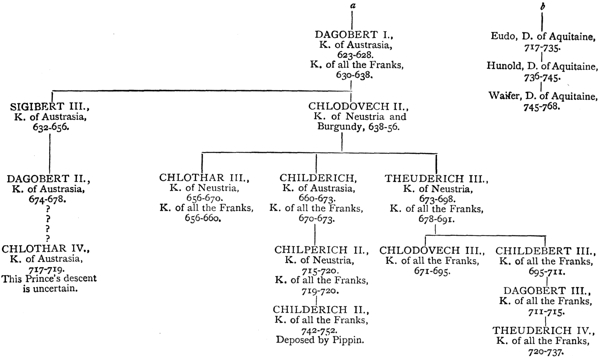 a
DAGOBERT I.,
K. of Austrasia,
623-628.
K. of all the Franks,
630-638.
b
Eudo, D. of Aquitaine,
717-735.
Hunold, D. of Aquitaine,
736-745.
Waifer, D. of Aquitaine,
745-768.
SIGIBERT III.,
K. of Austrasia,
632-656.
CHLODOVECH II.,
K. of Neustria and
Burgundy, 638-56.
DAGOBERT II.,
K. of Austrasia,
674-678.
?
?
?
?
CHLOTHAR IV.,
K. of Austrasia,
717-719.
This Prince's descent
is uncertain.
CHLOTHAR III.,
K. of Neustria,
656-670.
K. of all the Franks,
656-660.
CHILDERICH,
K. of Austrasia,
660-673.
K. of all the Franks,
670-673.
THEUDERICH III.,
K. of Neustria,
673-698.
K. of all the Franks,
678-691.
CHILPERICH II.,
K. of Neustria,
715-720.
K. of all the Franks,
719-720.
CHILDERICH II.,
K. of all the Franks,
742-752.
Deposed by Pippin.
CHLODOVECH III.,
K. of all the Franks,
671-695.
CHILDEBERT III.,
K. of all the Franks,
695-711.
DAGOBERT III.,
K. of all the Franks,
711-715.
THEUDERICH IV.,
K. of all the Franks,
720-737.